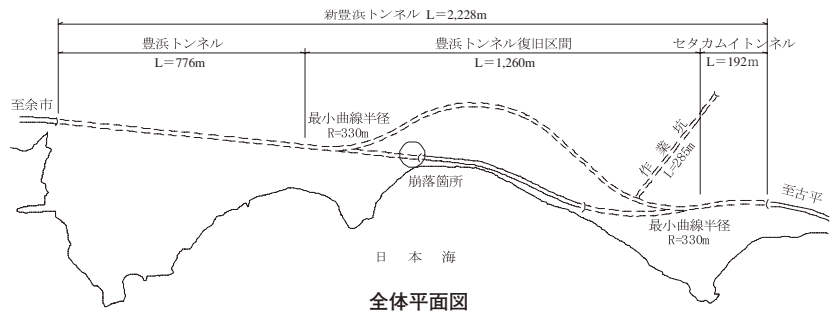 新豊浜トンネル L=2,228m
豊浜トンネル
L=776m
豊浜トンネル復旧区間
L=1,260m
セタカムイトンネル
L=192m
至余市
最小曲線半径
R=330m
崩落箇所
作業坑
L=285m
至古平
最小曲線半径
R=330m
日 本 海
全体平面図